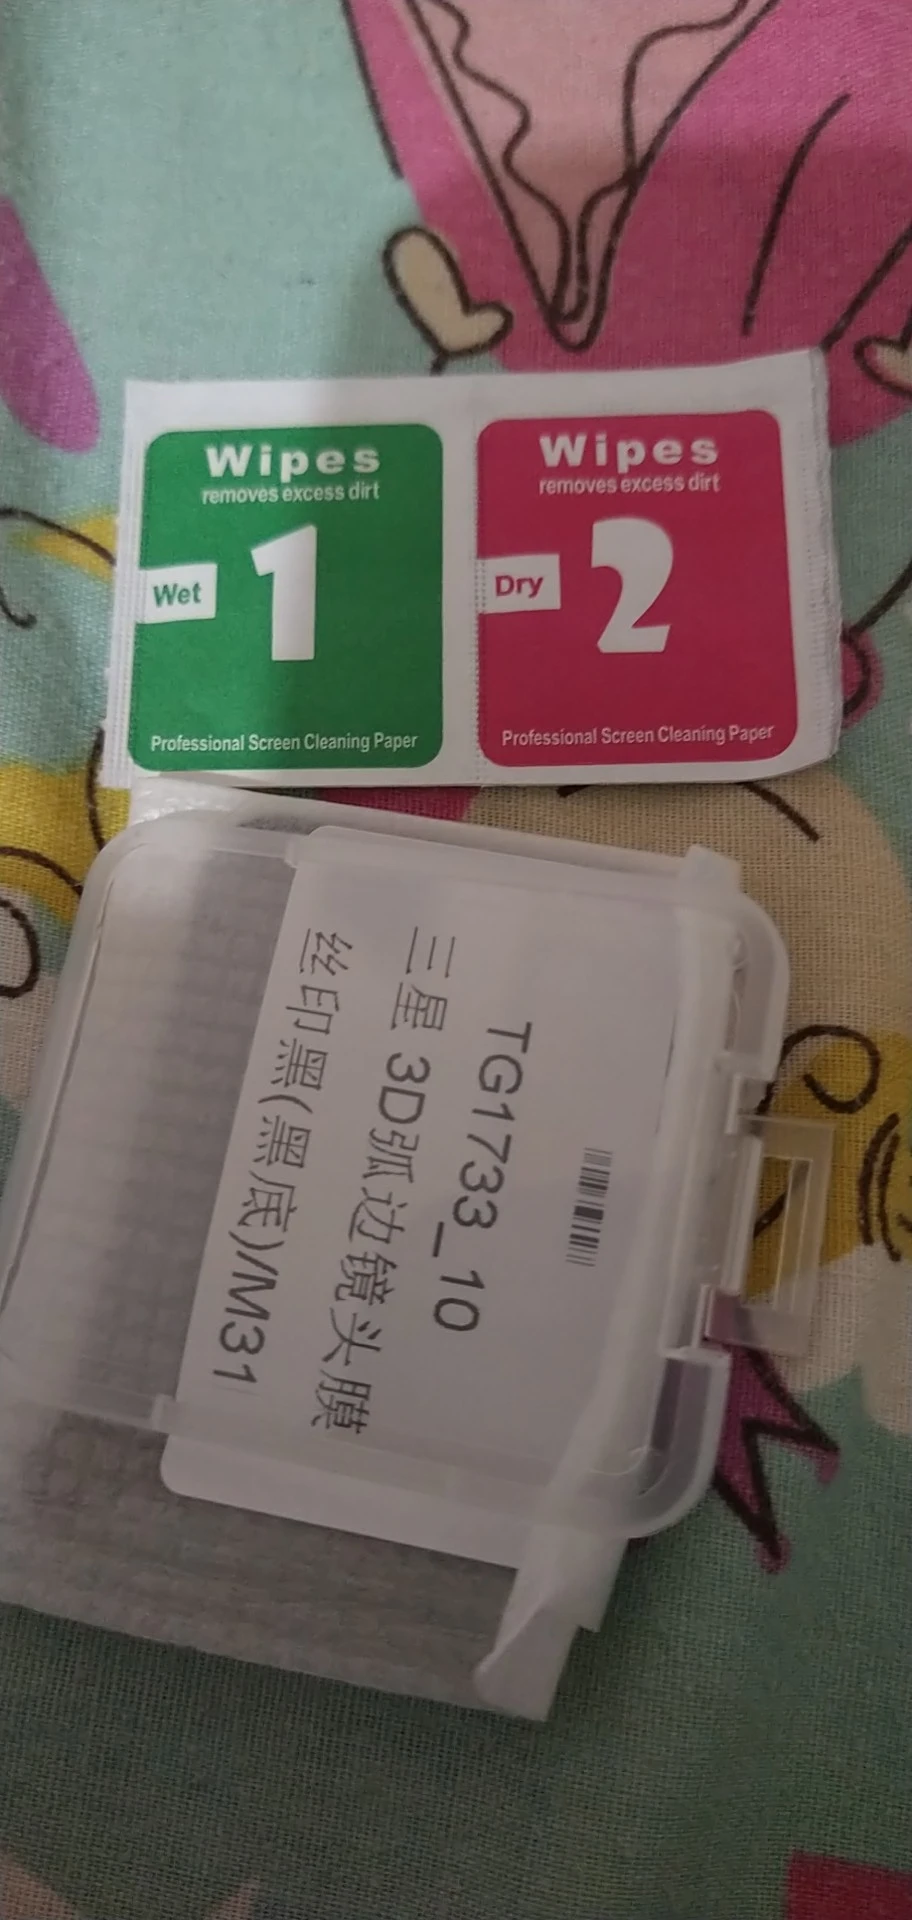 Wipes
removes excess dirt
Wet
1
Professional Screen Cleaning Paper
Wipes
removes excess dirt
Dry
2
Professional Screen Cleaning Paper
TG1733_10
三星 3D弧边镜头膜
丝印黑(黑底)/M31